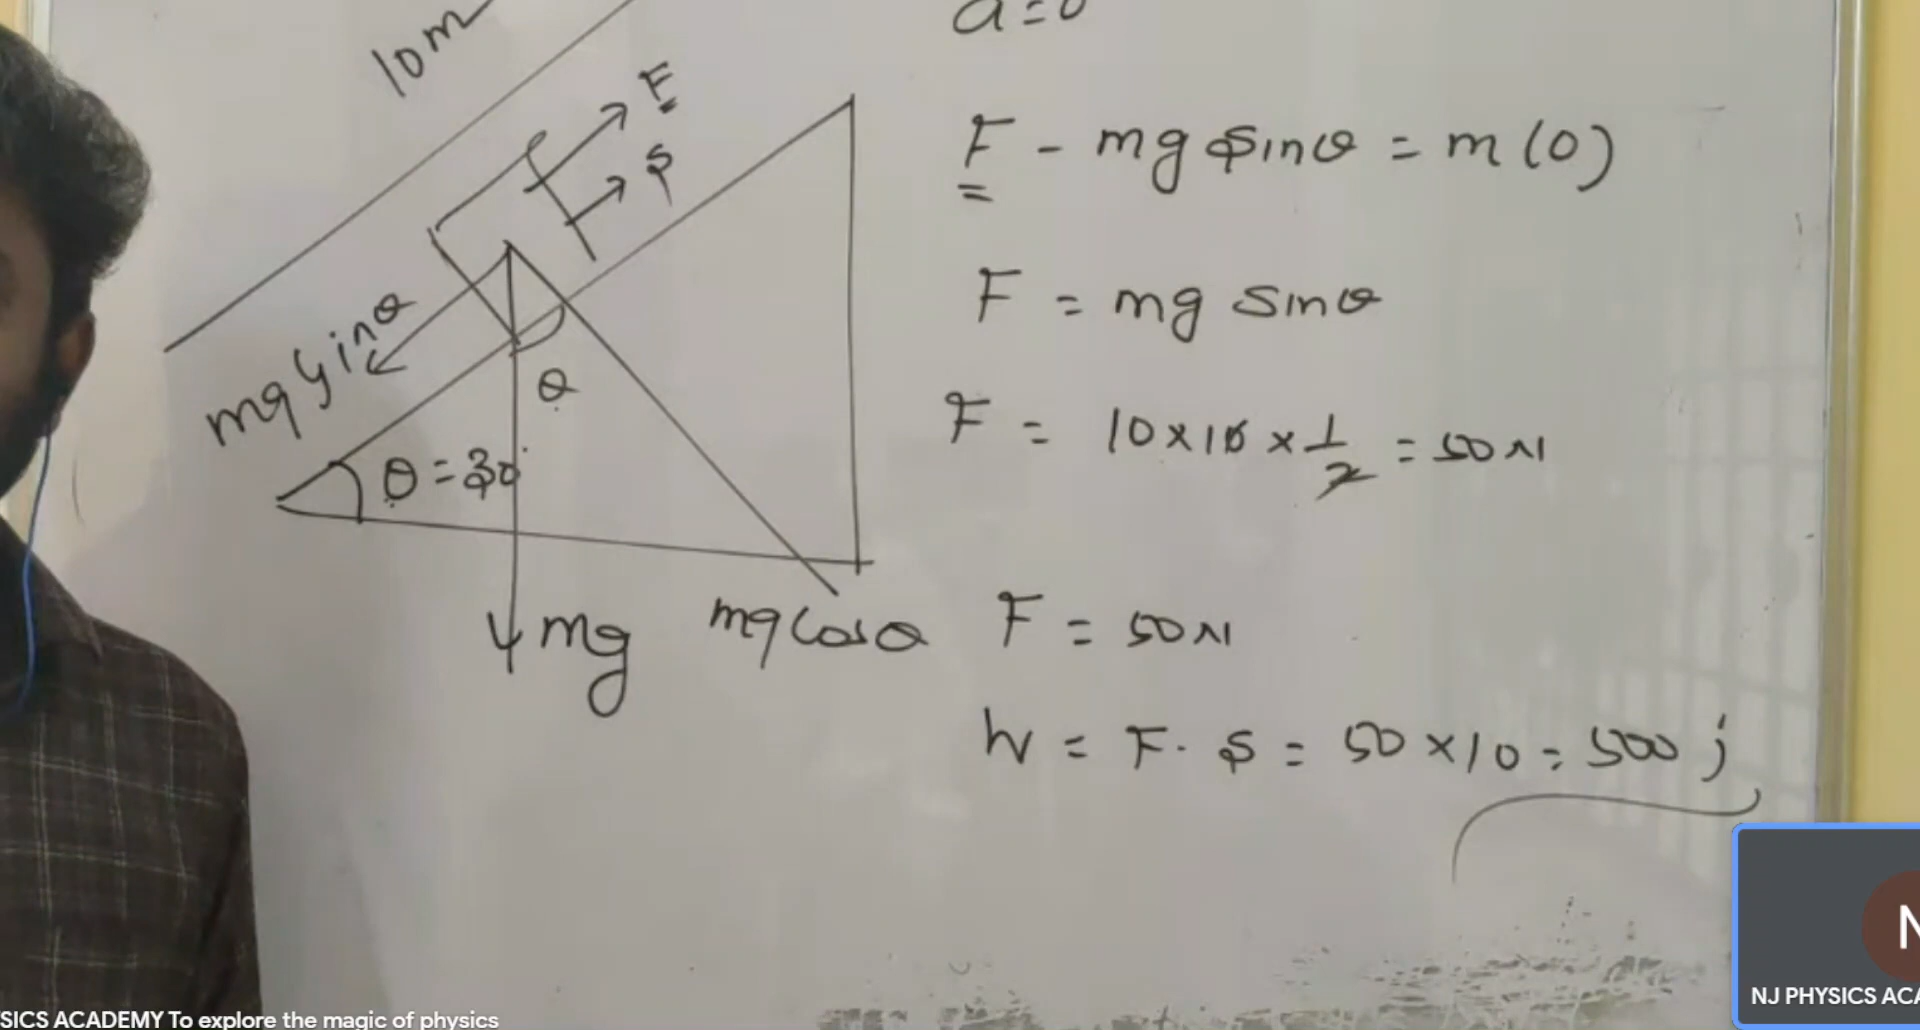 10m
a=0
F
s
F - mg sinθ = m(0)
F = mg sinθ
mg sinθ
θ
F = 10×10×1/2 = 50N
θ=30°
mg
mg cosθ
F = 50N
W = F. s = 50×10 = 500 j
N
NJ PHYSICS ACA
SICS ACADEMY To explore the magic of physics